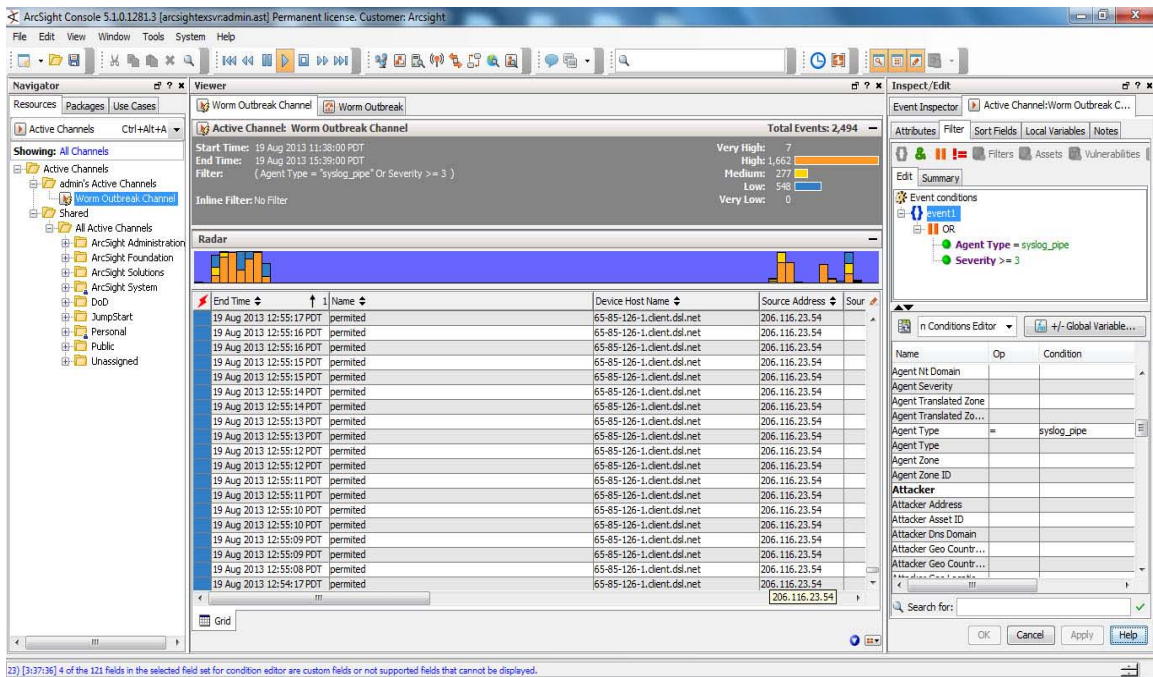 ArcSight Console 5.1.0.1281.3 [arcsightexsvr:admin.ast] Permanent license. Customer: Arcsight
File Edit View Window Tools System Help
Navigator
Resources Packages Use Cases
Active Channels Ctrl+Alt+A
Showing: All Channels
Active Channels
admin's Active Channels
Worm Outbreak Channel
Shared
All Active Channels
ArcSight Administration
ArcSight Foundation
ArcSight Solutions
ArcSight System
DoD
JumpStart
Personal
Public
Unassigned
Viewer
Worm Outbreak Channel Worm Outbreak
Active Channel: Worm Outbreak Channel Total Events: 2,494
Start Time: 19 Aug 2013 11:38:00 PDT Very High: 7
End Time: 19 Aug 2013 15:39:00 PDT High: 1,662
Filter: ( Agent Type = "syslog_pipe" Or Severity >= 3 ) Medium: 277
Low: 548
Inline Filter: No Filter Very Low: 0
Radar
End Time 1 Name Device Host Name Source Address Sour
19 Aug 2013 12:55:17 PDT permited 65-85-126-1.client.dsl.net 206.116.23.54
19 Aug 2013 12:55:16 PDT permited 65-85-126-1.client.dsl.net 206.116.23.54
19 Aug 2013 12:55:16 PDT permited 65-85-126-1.client.dsl.net 206.116.23.54
19 Aug 2013 12:55:15 PDT permited 65-85-126-1.client.dsl.net 206.116.23.54
19 Aug 2013 12:55:15 PDT permited 65-85-126-1.client.dsl.net 206.116.23.54
19 Aug 2013 12:55:14 PDT permited 65-85-126-1.client.dsl.net 206.116.23.54
19 Aug 2013 12:55:14 PDT permited 65-85-126-1.client.dsl.net 206.116.23.54
19 Aug 2013 12:55:13 PDT permited 65-85-126-1.client.dsl.net 206.116.23.54
19 Aug 2013 12:55:13 PDT permited 65-85-126-1.client.dsl.net 206.116.23.54
19 Aug 2013 12:55:12 PDT permited 65-85-126-1.client.dsl.net 206.116.23.54
19 Aug 2013 12:55:12 PDT permited 65-85-126-1.client.dsl.net 206.116.23.54
19 Aug 2013 12:55:11 PDT permited 65-85-126-1.client.dsl.net 206.116.23.54
19 Aug 2013 12:55:11 PDT permited 65-85-126-1.client.dsl.net 206.116.23.54
19 Aug 2013 12:55:10 PDT permited 65-85-126-1.client.dsl.net 206.116.23.54
19 Aug 2013 12:55:10 PDT permited 65-85-126-1.client.dsl.net 206.116.23.54
19 Aug 2013 12:55:09 PDT permited 65-85-126-1.client.dsl.net 206.116.23.54
19 Aug 2013 12:55:09 PDT permited 65-85-126-1.client.dsl.net 206.116.23.54
19 Aug 2013 12:55:08 PDT permited 65-85-126-1.client.dsl.net 206.116.23.54
19 Aug 2013 12:54:17 PDT permited 65-85-126-1.client.dsl.net 206.116.23.54
206.116.23.54
Grid
Inspect/Edit
Event Inspector Active Channel:Worm Outbreak C...
Attributes Filter Sort Fields Local Variables Notes
Filters Assets Vulnerabilities
Edit Summary
Event conditions
event1
OR
Agent Type = syslog_pipe
Severity >= 3
n Conditions Editor +/- Global Variable...
Name Op Condition
Agent Nt Domain
Agent Severity
Agent Translated Zone
Agent Translated Zo...
Agent Type = syslog_pipe
Agent Type
Agent Zone
Agent Zone ID
Attacker
Attacker Address
Attacker Asset ID
Attacker Dns Domain
Attacker Geo Countr...
Attacker Geo Countr...
Search for:
OK Cancel Apply Help
23) [3:37:36] 4 of the 121 fields in the selected field set for condition editor are custom fields or not supported fields that cannot be displayed.